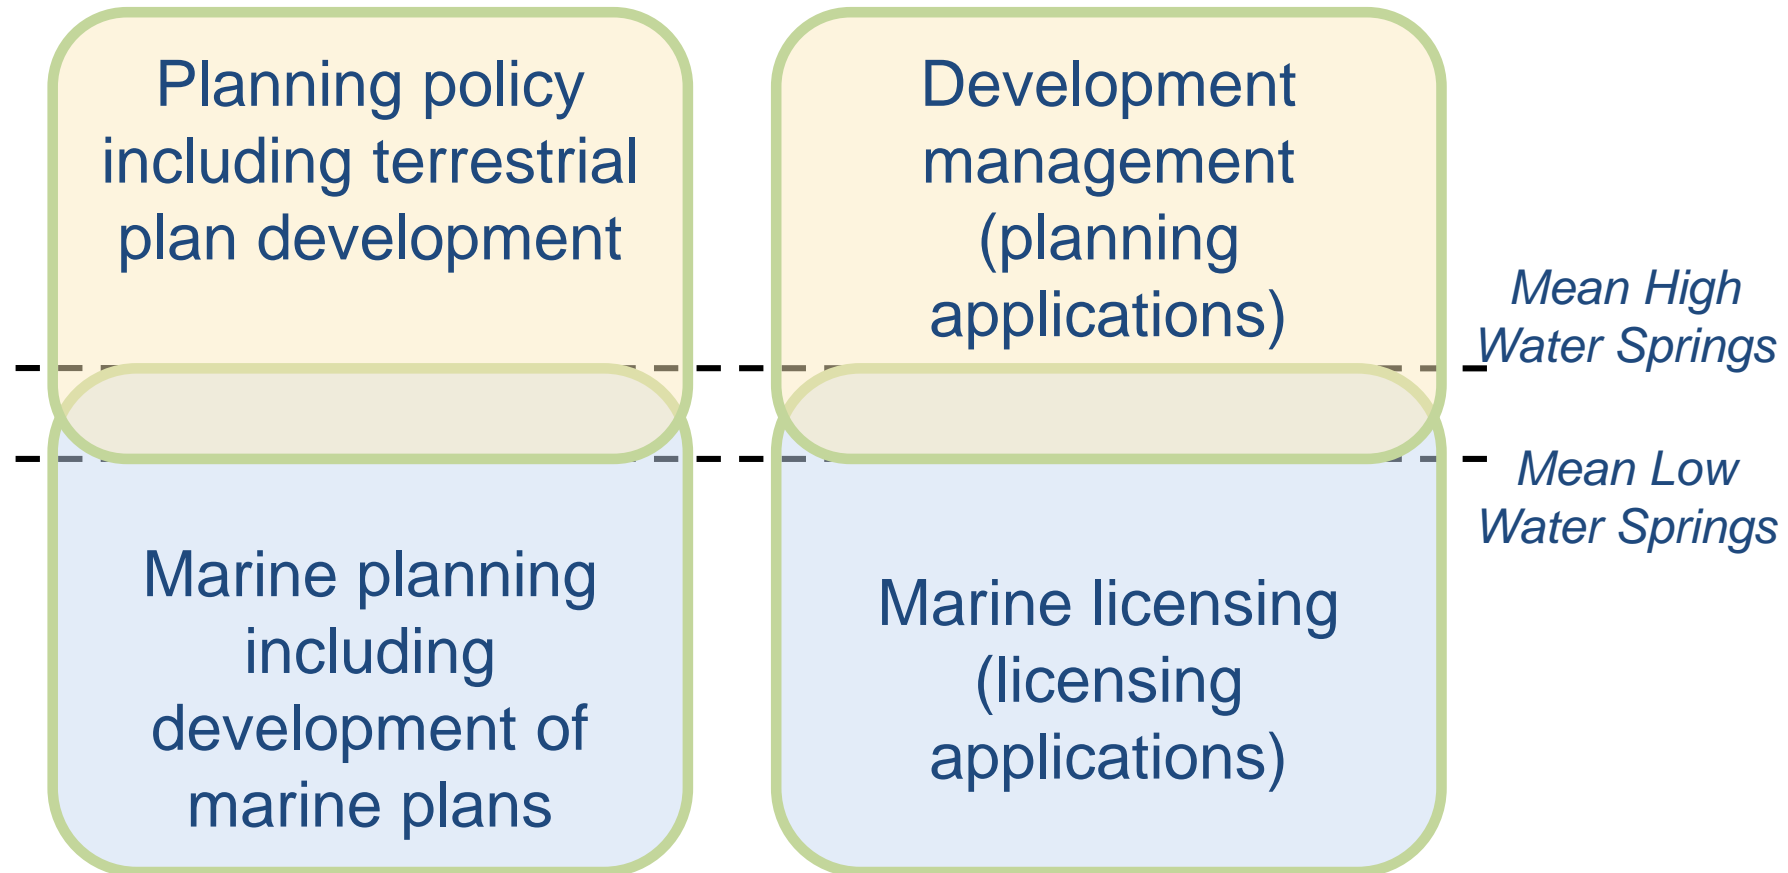 Planning policy
including terrestrial
plan development
Development
management
(planning
applications)
Mean High
Water Springs
Mean Low
Water Springs
Marine planning
including
development of
marine plans
Marine licensing
(licensing
applications)